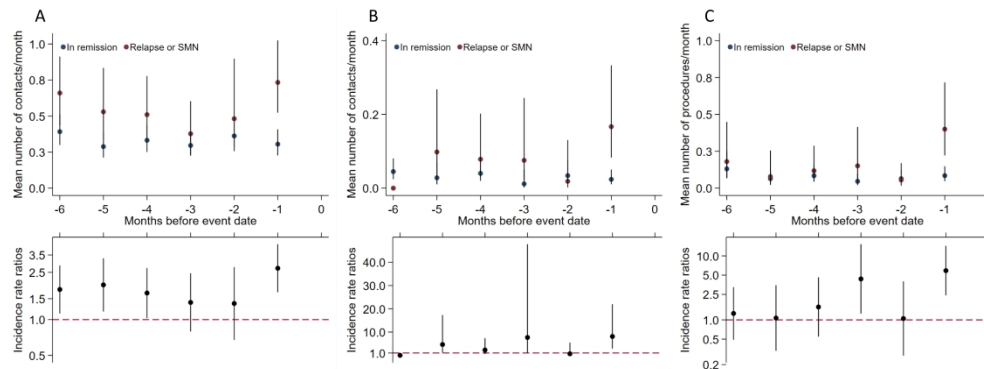 A
In remission Relapse or SMN
Mean number of contacts/month
1.0
0.8
0.5
0.3
0.0
-6 -5 -4 -3 -2 -1 0
Months before event date
Incidence rate ratios
3.5
2.5
1.5
1.0
0.5
B
In remission Relapse or SMN
Mean number of contacts/month
0.4
0.2
0.0
-6 -5 -4 -3 -2 -1 0
Months before event date
Incidence rate ratios
40.0
30.0
20.0
10.0
1.0
C
In remission Relapse or SMN
Mean number of procedures/month
1.0
0.8
0.5
0.3
0.0
-6 -5 -4 -3 -2 -1
Months before event date
Incidence rate ratios
10.0
5.0
2.5
1.0
0.5
0.2